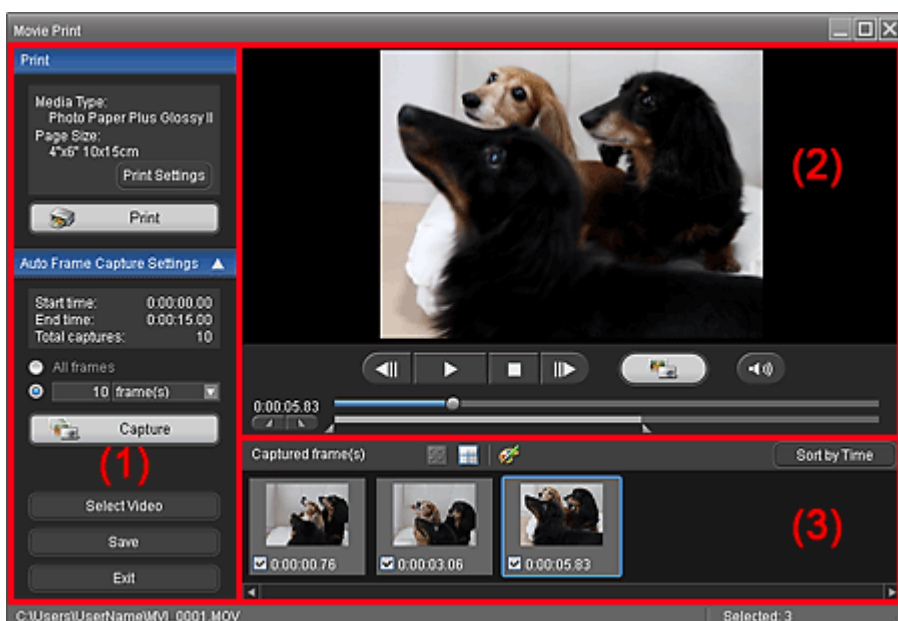 Movie Print
Print
Media Type:
Photo Paper Plus Glossy II
Page Size:
4"x6" 10x15cm
Print Settings
Print
Auto Frame Capture Settings
Start time: 0:00:00.00
End time: 0:00:15.00
Total captures: 10
All frames
10 frame(s)
Capture
(1)
Select Video
Save
Exit
(2)
0:00:05.83
Captured frame(s)
Sort by Time
0:00:00.76
0:00:03.06
0:00:05.83
(3)
C:\Users\UserName\MVI_0001.MOV
Selected: 3